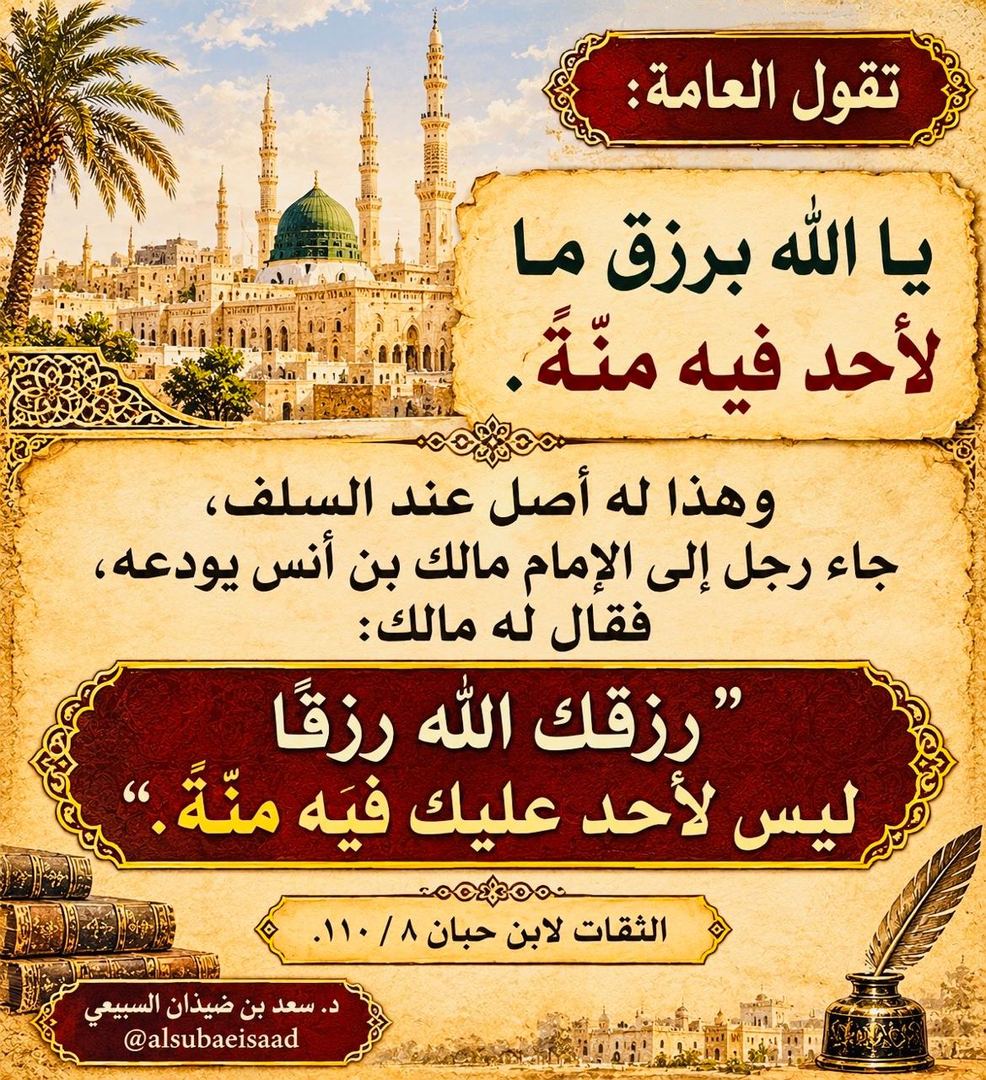 تقول العامة:
يا الله برزق ما
لأحد فيه منّةً.
وهذا له أصل عند السلف،
جاء رجل إلى الإمام مالك بن أنس يودعه،
فقال له مالك:
”رزقك الله رزقًا
ليس لأحد عليك فيَه منّةً.“
الثقات لابن حبان ٨ / ١١٠.
د. سعد بن ضيذان السبيعي
@alsubaeisaad